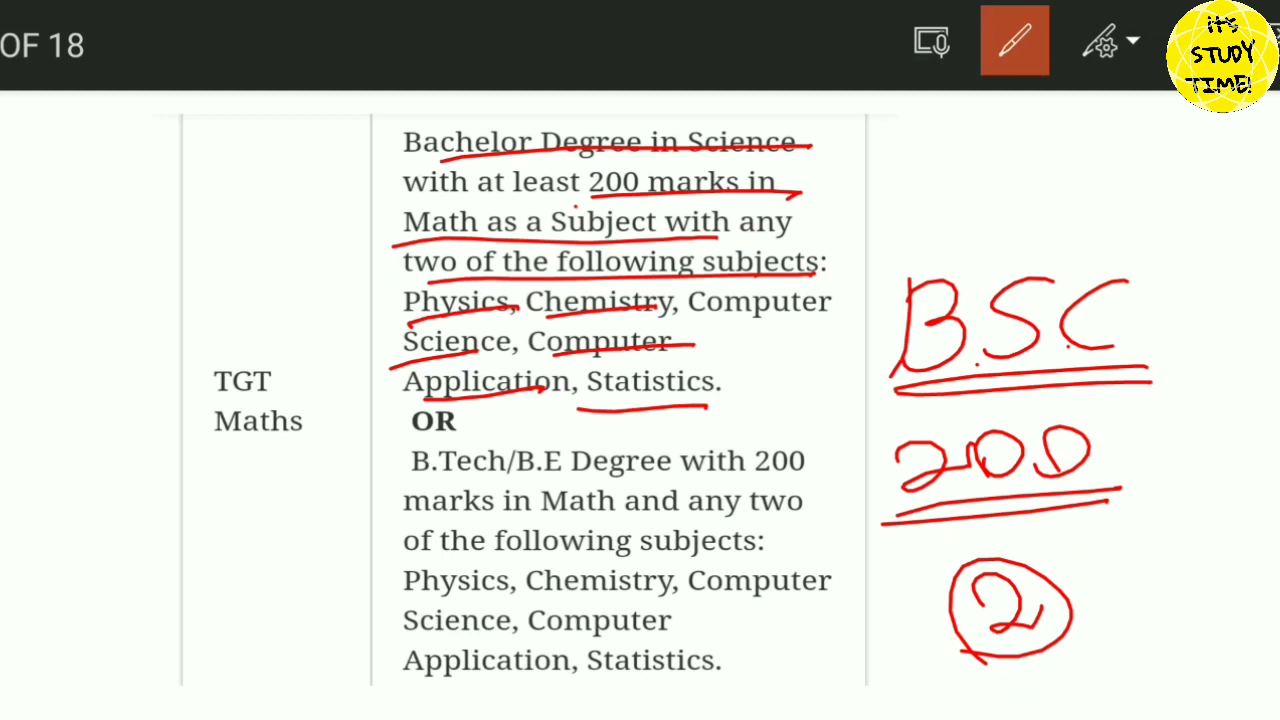 OF 18
IT'S
STUDY
TIME!
Bachelor Degree in Science
with at least 200 marks in
Math as a Subject with any
two of the following subjects:
Physics, Chemistry, Computer
Science, Computer
Application, Statistics.
OR
B.Tech/B.E Degree with 200
marks in Math and any two
of the following subjects:
Physics, Chemistry, Computer
Science, Computer
Application, Statistics.
TGT
Maths
B.SC
200
2